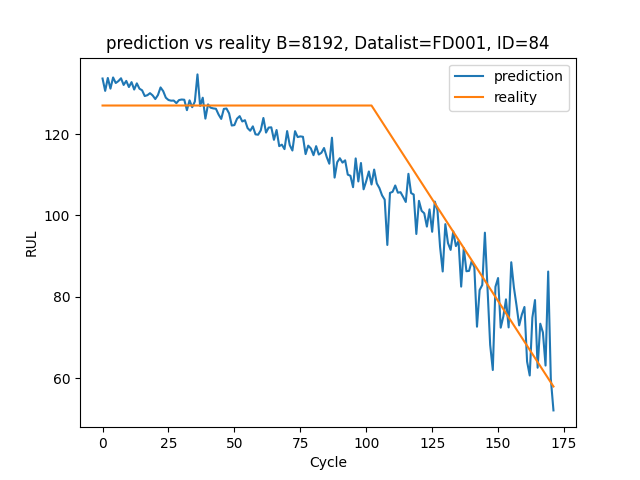 prediction vs reality B=8192, Datalist=FD001, ID=84
prediction
reality
RUL
120
100
80
60
0 25 50 75 100 125 150 175
Cycle